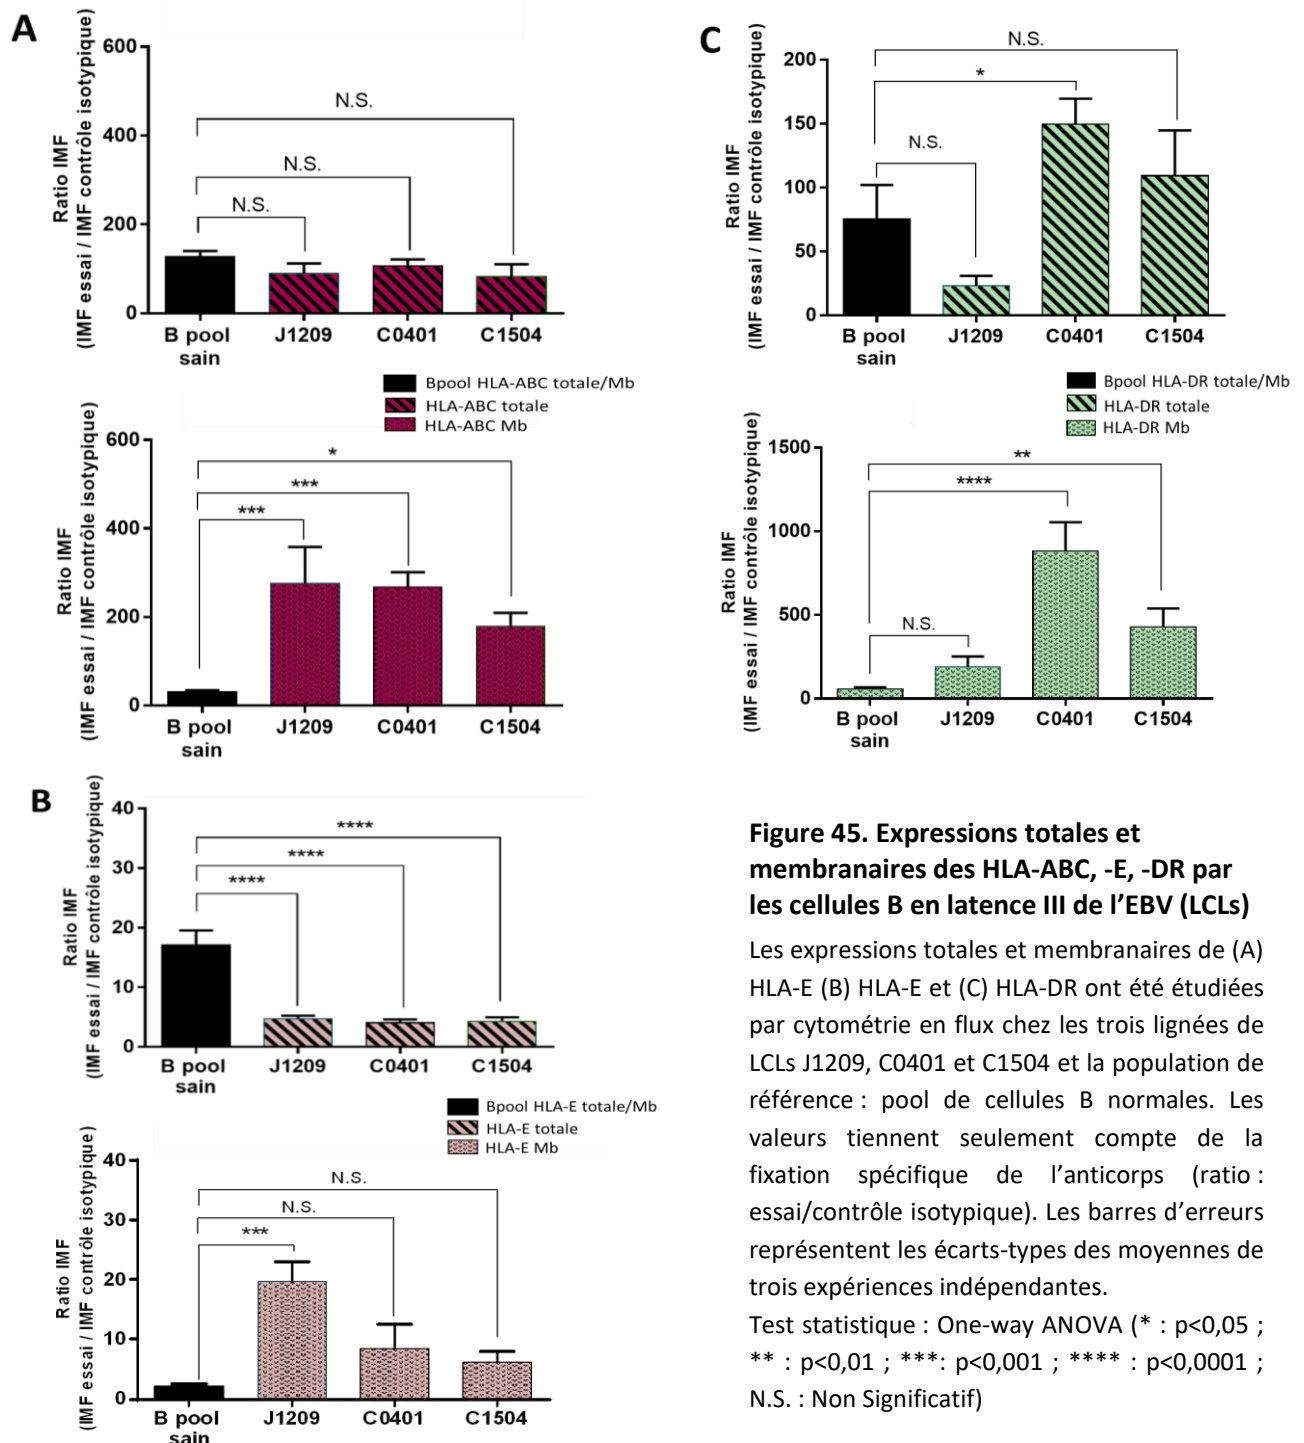 A
Ratio IMF
(IMF essai / IMF contrôle isotypique)
600
400
200
0
N.S.
N.S.
N.S.
B pool
sain
J1209
C0401
C1504
Bpool HLA-ABC totale/Mb
HLA-ABC totale
HLA-ABC Mb
Ratio IMF
(IMF essai / IMF contrôle isotypique)
600
400
200
0
*
***
***
B pool
sain
J1209
C0401
C1504
B
Ratio IMF
(IMF essai / IMF contrôle isotypique)
40
30
20
10
0
****
****
****
B pool
sain
J1209
C0401
C1504
Bpool HLA-E totale/Mb
HLA-E totale
HLA-E Mb
Ratio IMF
(IMF essai / IMF contrôle isotypique)
40
30
20
10
0
N.S.
N.S.
***
B pool
sain
J1209
C0401
C1504
C
Ratio IMF
(IMF essai / IMF contrôle isotypique)
200
150
100
50
0
N.S.
*
N.S.
B pool
sain
J1209
C0401
C1504
Bpool HLA-DR totale/Mb
HLA-DR totale
HLA-DR Mb
Ratio IMF
(IMF essai / IMF contrôle isotypique)
1500
1000
500
0
**
****
N.S.
B pool
sain
J1209
C0401
C1504
Figure 45. Expressions totales et
membranaires des HLA-ABC, -E, -DR par
les cellules B en latence III de l’EBV (LCLs)
Les expressions totales et membranaires de (A)
HLA-E (B) HLA-E et (C) HLA-DR ont été étudiées
par cytométrie en flux chez les trois lignées de
LCLs J1209, C0401 et C1504 et la population de
référence : pool de cellules B normales. Les
valeurs tiennent seulement compte de la
fixation spécifique de l’anticorps (ratio :
essai/contrôle isotypique). Les barres d’erreurs
représentent les écarts-types des moyennes de
trois expériences indépendantes.
Test statistique : One-way ANOVA (* : p<0,05 ;
** : p<0,01 ; ***: p<0,001 ; **** : p<0,0001 ;
N.S. : Non Significatif)